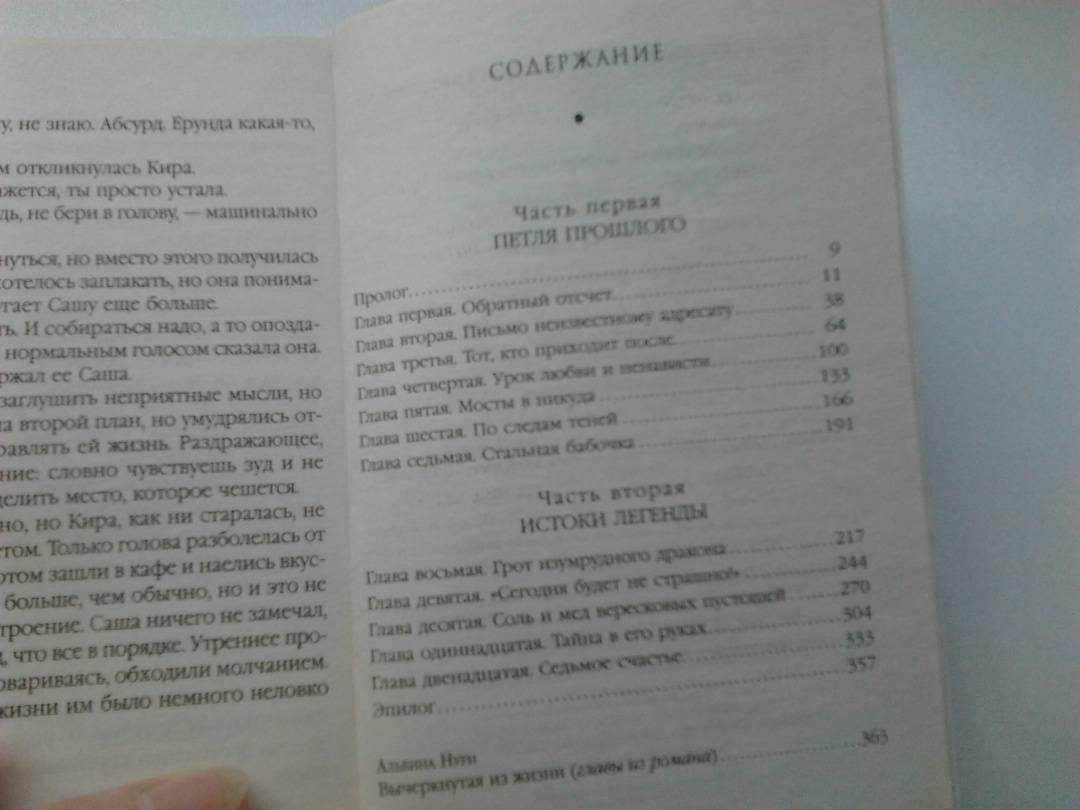 у, не знаю. Абсурд. Ерунда какая-то,
м откликнулась Кира.
жется, ты просто устала.
дь, не бери в голову, — машинально
нуться, но вместо этого получилась
хотелось заплакать, но она понима-
угает Сашу еще больше.
ть. И собираться надо, а то опозда-
нормальным голосом сказала она.
ржал ее Саша.
заглушить неприятные мысли, но
на второй план, но умудрялись от-
равлять ей жизнь. Раздражающее,
ние: словно чувствуешь зуд и не
делить место, которое чешется.
но, но Кира, как ни старалась, не
том. Только голова разболелась от
отом зашли в кафе и наелись вкус-
больше, чем обычно, но и это не
троение. Саша ничего не замечал,
что все в порядке. Утреннее про-
овариваясь, обходили молчанием.
жизни им было немного неловко
СОДЕРЖАНИЕ
•
Часть первая
ПЕТЛЯ ПРОШЛОГО
Пролог 9
Глава первая. Обратный отсчет 11
Глава вторая. Письмо неизвестному адресату 38
Глава третья. Тот, кто приходит после 64
Глава четвертая. Урок любви и ненависти 100
Глава пятая. Мосты в никуда 133
Глава шестая. По следам теней 166
Глава седьмая. Стальная бабочка 191
Часть вторая
ИСТОКИ ЛЕГЕНДЫ
Глава восьмая. Грот изумрудного дракона 217
Глава девятая. «Сегодня будет не страшно!» 244
Глава десятая. Соль и мед вересковых пустошей 270
Глава одиннадцатая. Тайна в его руках 304
Глава двенадцатая. Седьмое счастье 333
Эпилог 357
Альвина Нури
Вычеркнутая из жизни (главы из романа) 363